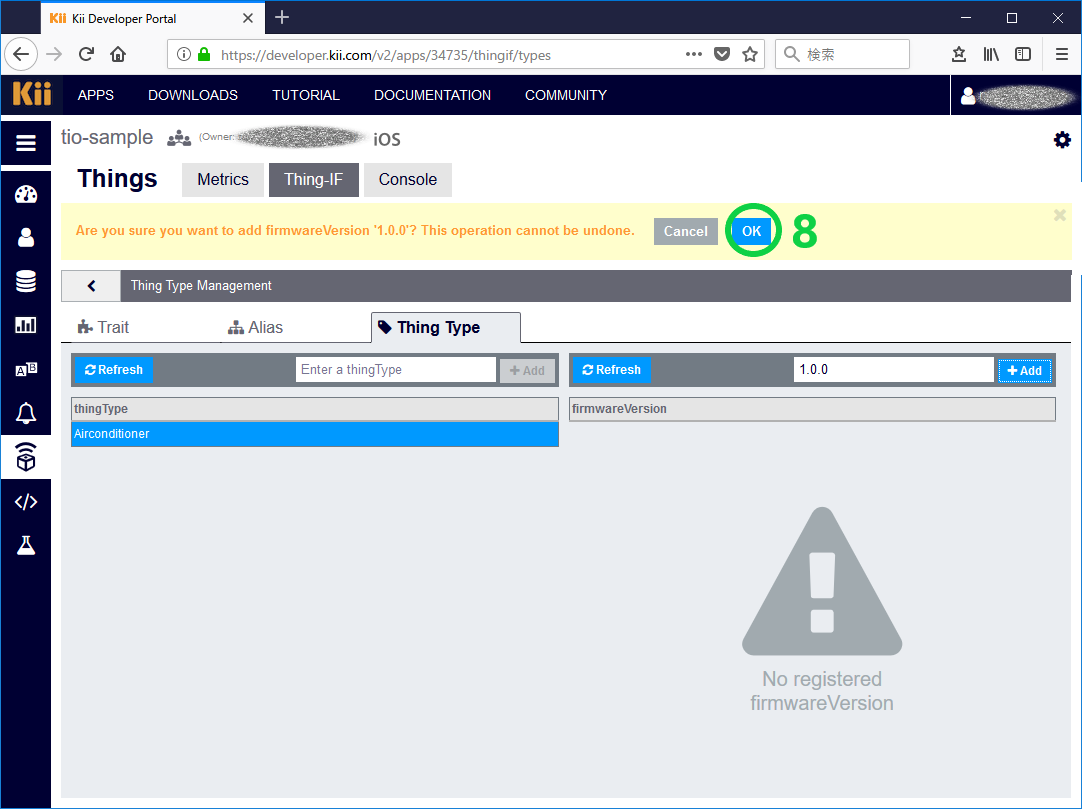 Kii Kii Developer Portal
https://developer.kii.com/v2/apps/34735/thingif/types
検索
Kii APPS DOWNLOADS TUTORIAL DOCUMENTATION COMMUNITY
tio-sample (Owner: iOS
Things Metrics Thing-IF Console
Are you sure you want to add firmwareVersion '1.0.0'? This operation cannot be undone. Cancel OK 8
Thing Type Management
Trait Alias Thing Type
Refresh Enter a thingType Add Refresh 1.0.0 Add
thingType firmwareVersion
Airconditioner
No registered
firmwareVersion